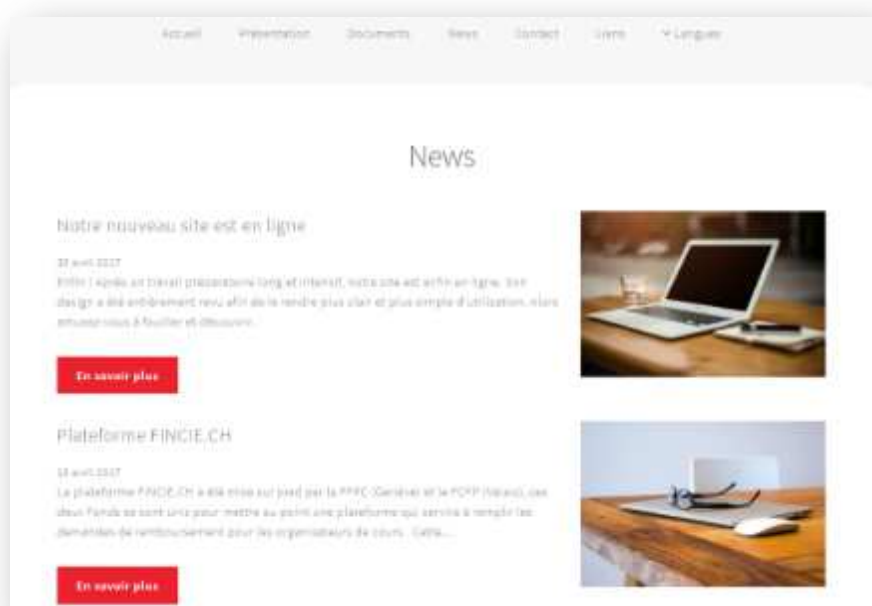 Accueil Présentation Documents News Contact Liens Langues
News
Notre nouveau site est en ligne
avril 2017
Enfin ! Après un travail préparatoire long et intensif, notre site est enfin en ligne. Son
design a été entièrement revu afin de le rendre plus clair et plus simple d'utilisation, alors
amusez-vous à fouiller et découvrir.
En savoir plus
Plateforme FINCIE.CH
avril 2017
La plateforme FINCIE.CH a été mise sur pied par la (Genève) et le ces
deux Fonds se sont unis pour mettre au point une plateforme qui servira à remplir les
demandes de remboursement pour les organisateurs de cours. Cette...
En savoir plus